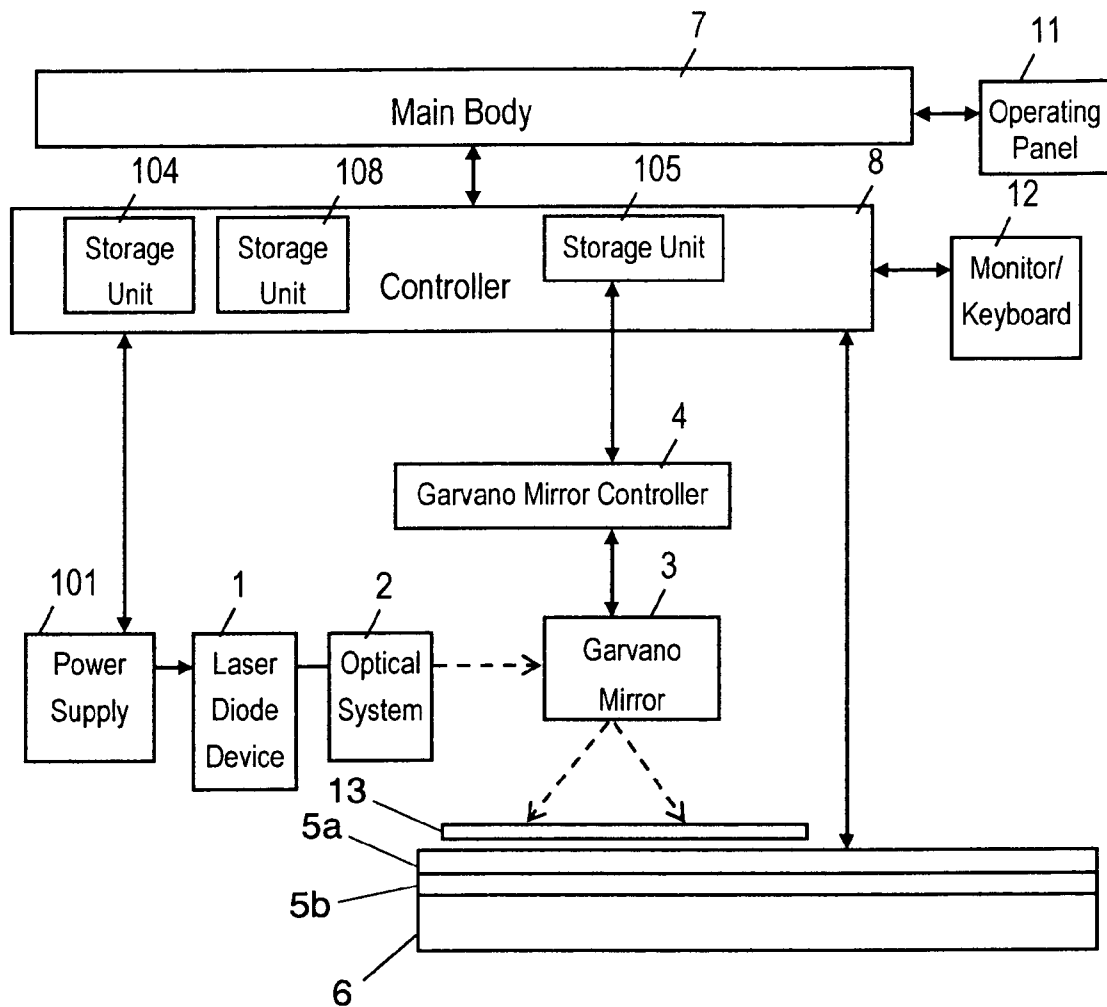 7
Main Body
11
Operating
Panel
104
108
105
8
Storage
Unit
Storage
Unit
Storage Unit
Controller
12
Monitor/
Keyboard
4
Garvano Mirror Controller
101
1
2
3
Power
Supply
Laser
Diode
Device
Optical
System
Garvano
Mirror
13
5a
5b
6